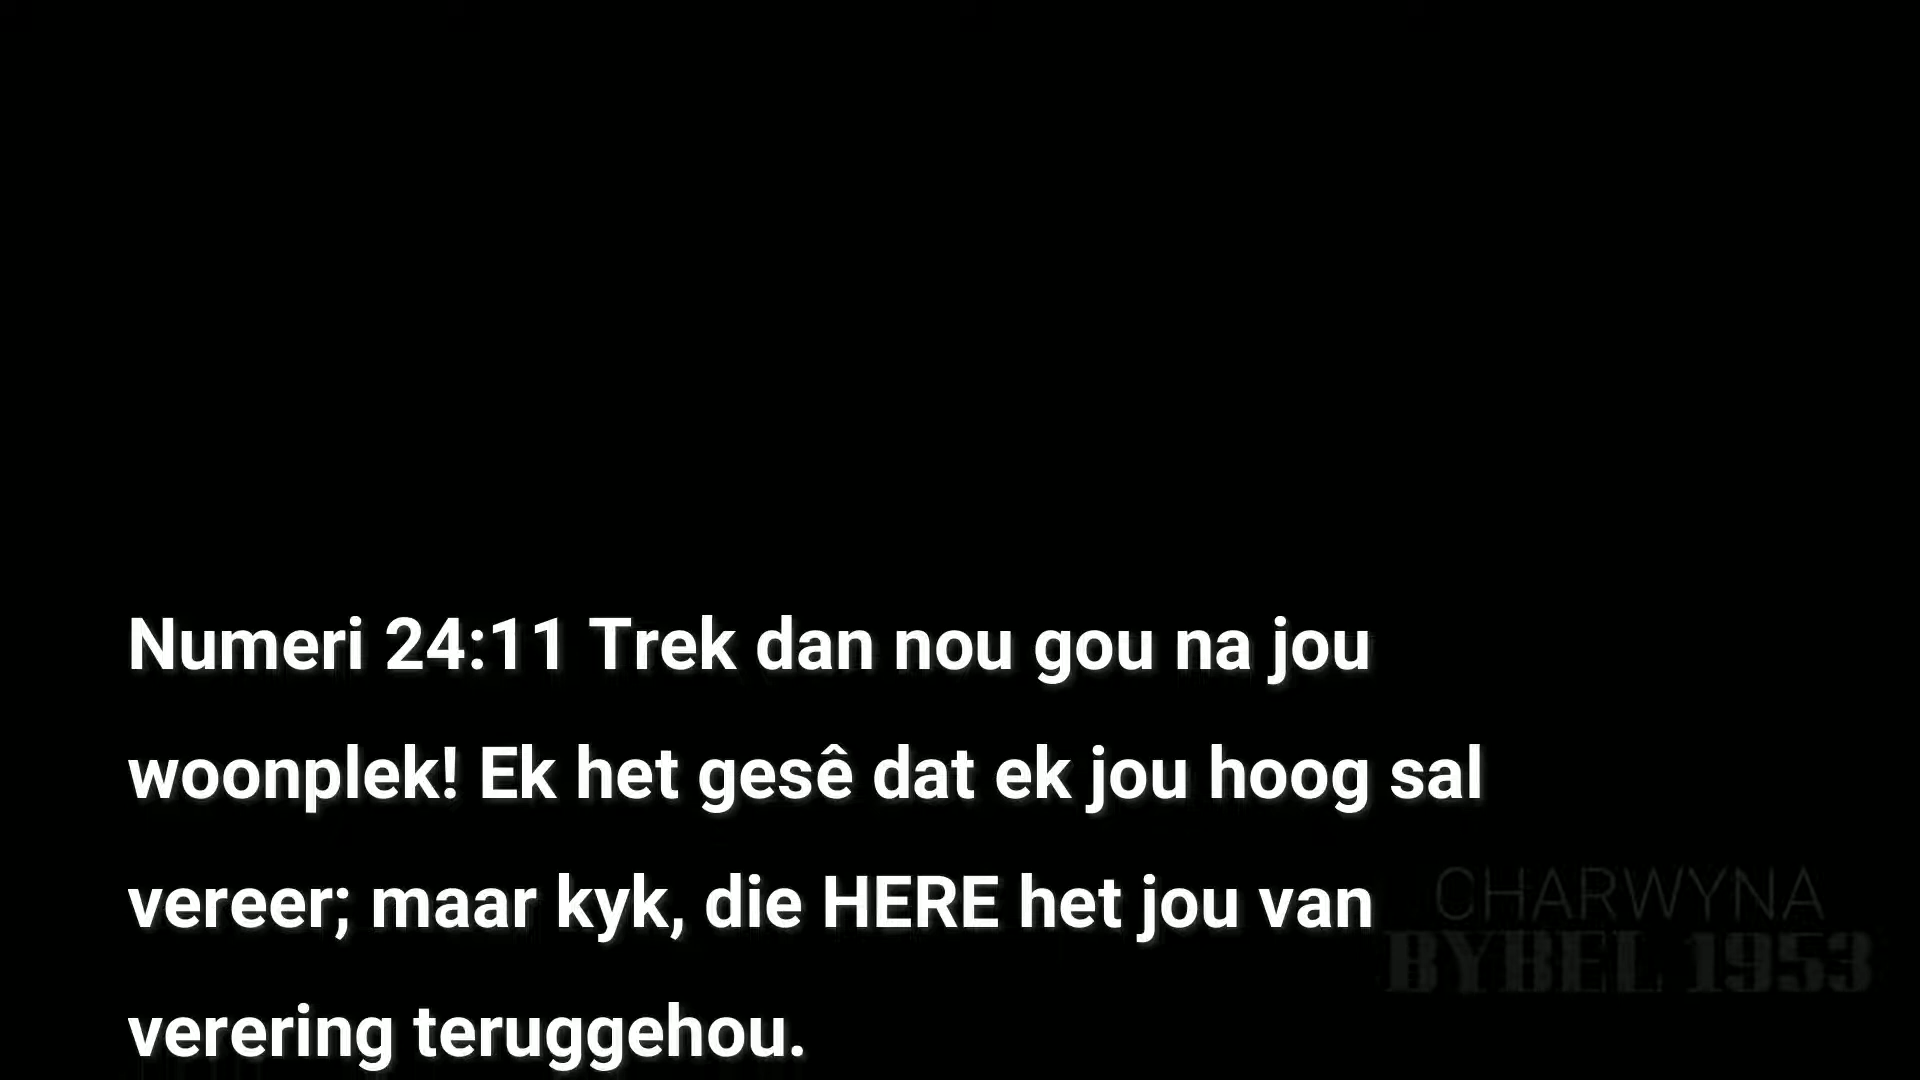 Numeri 24:11 Trek dan nou gou na jou
woonplek! Ek het gesê dat ek jou hoog sal
vereer; maar kyk, die HERE het jou van
verering teruggehou.
CHARWYNA
BYBEL 1953